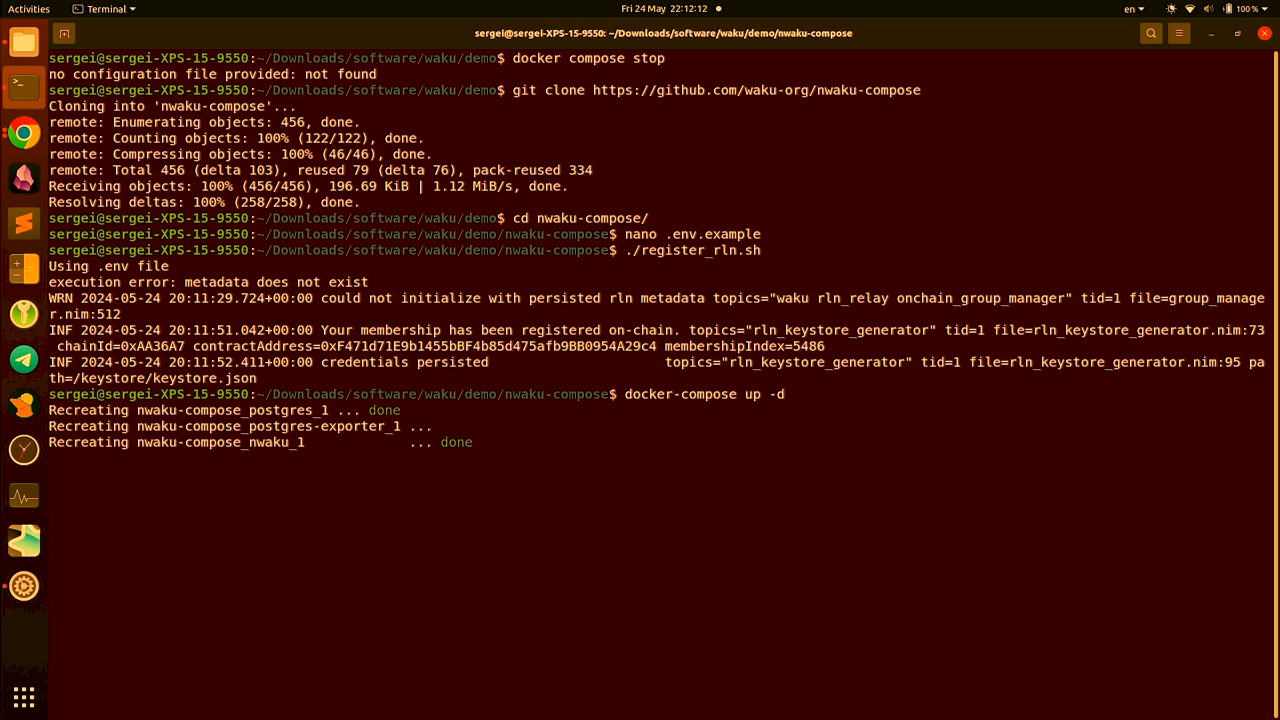 Activities Terminal Fri 24 May 22:12:12 en 100 %
sergei@sergei-XPS-15-9550: ~/Downloads/software/waku/demo/nwaku-compose
sergei@sergei-XPS-15-9550:~/Downloads/software/waku/demo$ docker compose stop
no configuration file provided: not found
sergei@sergei-XPS-15-9550:~/Downloads/software/waku/demo$ git clone https://github.com/waku-org/nwaku-compose
Cloning into 'nwaku-compose'...
remote: Enumerating objects: 456, done.
remote: Counting objects: 100% (122/122), done.
remote: Compressing objects: 100% (46/46), done.
remote: Total 456 (delta 103), reused 79 (delta 76), pack-reused 334
Receiving objects: 100% (456/456), 196.69 KiB | 1.12 MiB/s, done.
Resolving deltas: 100% (258/258), done.
sergei@sergei-XPS-15-9550:~/Downloads/software/waku/demo$ cd nwaku-compose/
sergei@sergei-XPS-15-9550:~/Downloads/software/waku/demo/nwaku-compose$ nano .env.example
sergei@sergei-XPS-15-9550:~/Downloads/software/waku/demo/nwaku-compose$ ./register_rln.sh
Using .env file
execution error: metadata does not exist
WRN 2024-05-24 20:11:29.724+00:00 could not initialize with persisted rln metadata topics="waku rln_relay onchain_group_manager" tid=1 file=group_manage
r.nim:512
INF 2024-05-24 20:11:51.042+00:00 Your membership has been registered on-chain. topics="rln_keystore_generator" tid=1 file=rln_keystore_generator.nim:73
 chainId=0xAA36A7 contractAddress=0xF471d71E9b1455bBF4b85d475afb9BB0954A29c4 membershipIndex=5486
INF 2024-05-24 20:11:52.411+00:00 credentials persisted topics="rln_keystore_generator" tid=1 file=rln_keystore_generator.nim:95 pa
th=/keystore/keystore.json
sergei@sergei-XPS-15-9550:~/Downloads/software/waku/demo/nwaku-compose$ docker-compose up -d
Recreating nwaku-compose_postgres_1 ... done
Recreating nwaku-compose_postgres-exporter_1 ...
Recreating nwaku-compose_nwaku_1 ... done